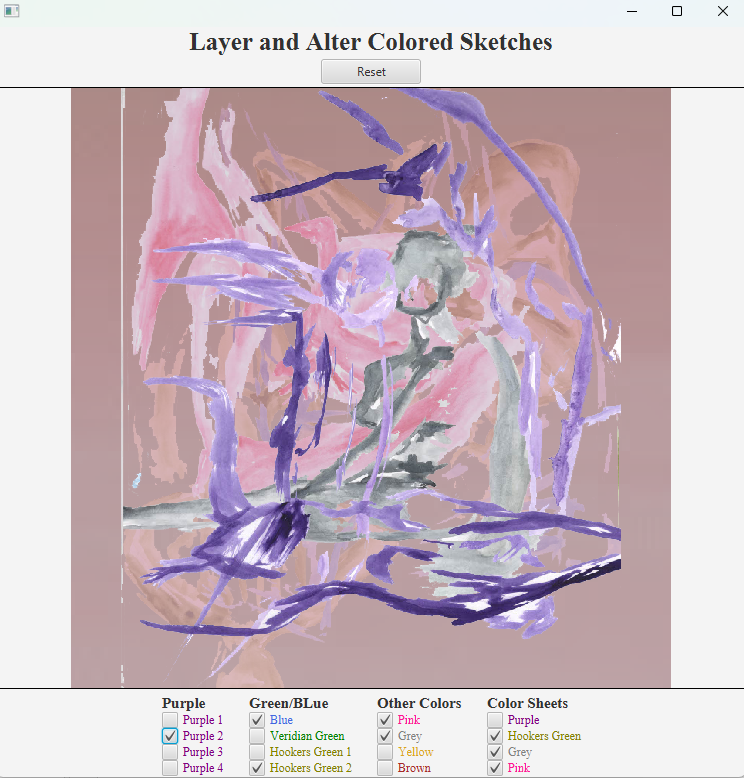 Layer and Alter Colored Sketches
Reset
Purple Green/BLue Other Colors Color Sheets
Purple 1 Blue Pink Purple
Purple 2 Veridian Green Grey Hookers Green
Purple 3 Hookers Green 1 Yellow Grey
Purple 4 Hookers Green 2 Brown Pink